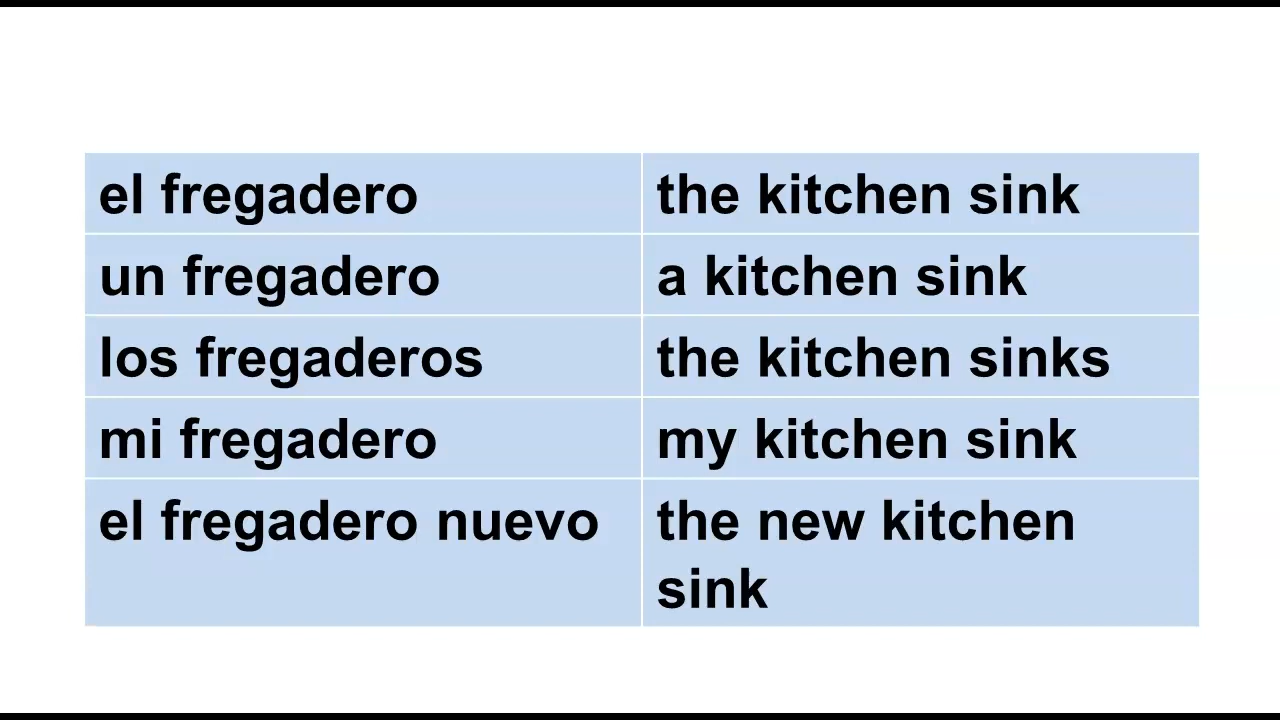 el fregadero the kitchen sink
un fregadero a kitchen sink
los fregaderos the kitchen sinks
mi fregadero my kitchen sink
el fregadero nuevo the new kitchen
sink